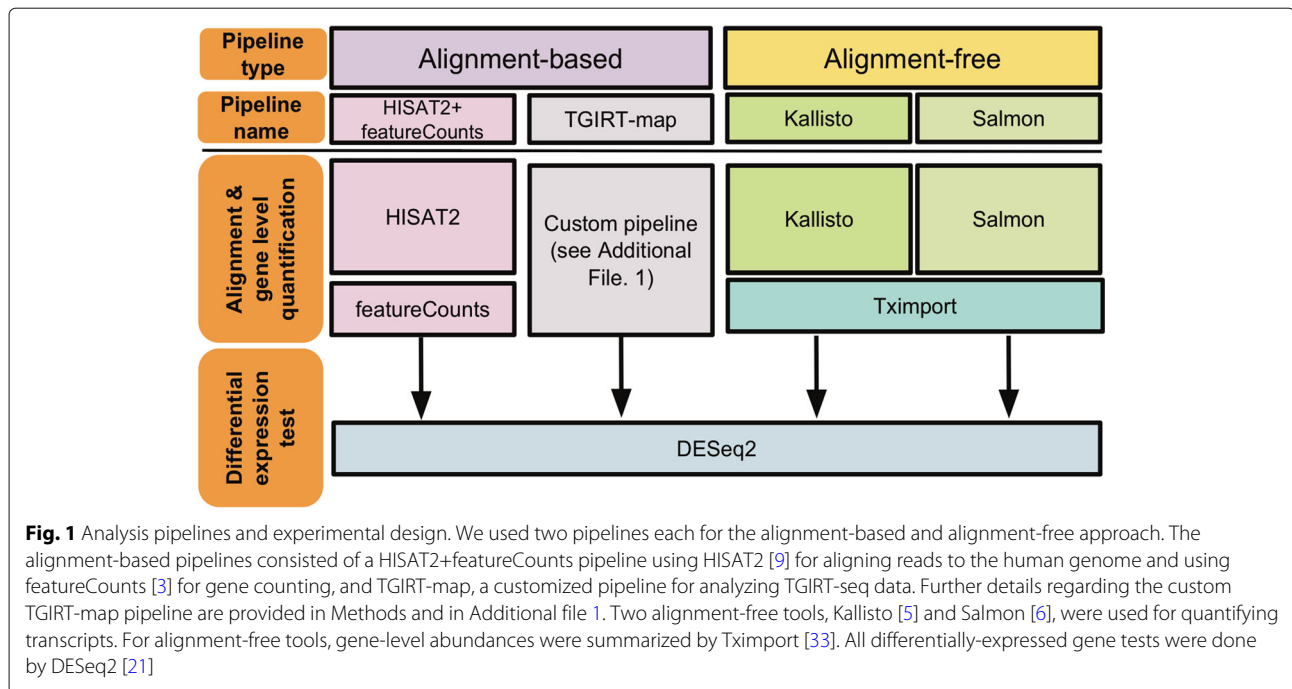 Pipeline
type
Alignment-based
Alignment-free
Pipeline
name
HISAT2+
featureCounts
TGIRT-map
Kallisto
Salmon
Alignment &
gene level
quantification
HISAT2
Custom pipeline
(see Additional
File. 1)
Kallisto
Salmon
featureCounts
Tximport
Differential
expression
test
DESeq2
Fig. 1 Analysis pipelines and experimental design. We used two pipelines each for the alignment-based and alignment-free approach. The
alignment-based pipelines consisted of a HISAT2+featureCounts pipeline using HISAT2 [9] for aligning reads to the human genome and using
featureCounts [3] for gene counting, and TGIRT-map, a customized pipeline for analyzing TGIRT-seq data. Further details regarding the custom
TGIRT-map pipeline are provided in Methods and in Additional file 1. Two alignment-free tools, Kallisto [5] and Salmon [6], were used for quantifying
transcripts. For alignment-free tools, gene-level abundances were summarized by Tximport [33]. All differentially-expressed gene tests were done
by DESeq2 [21]